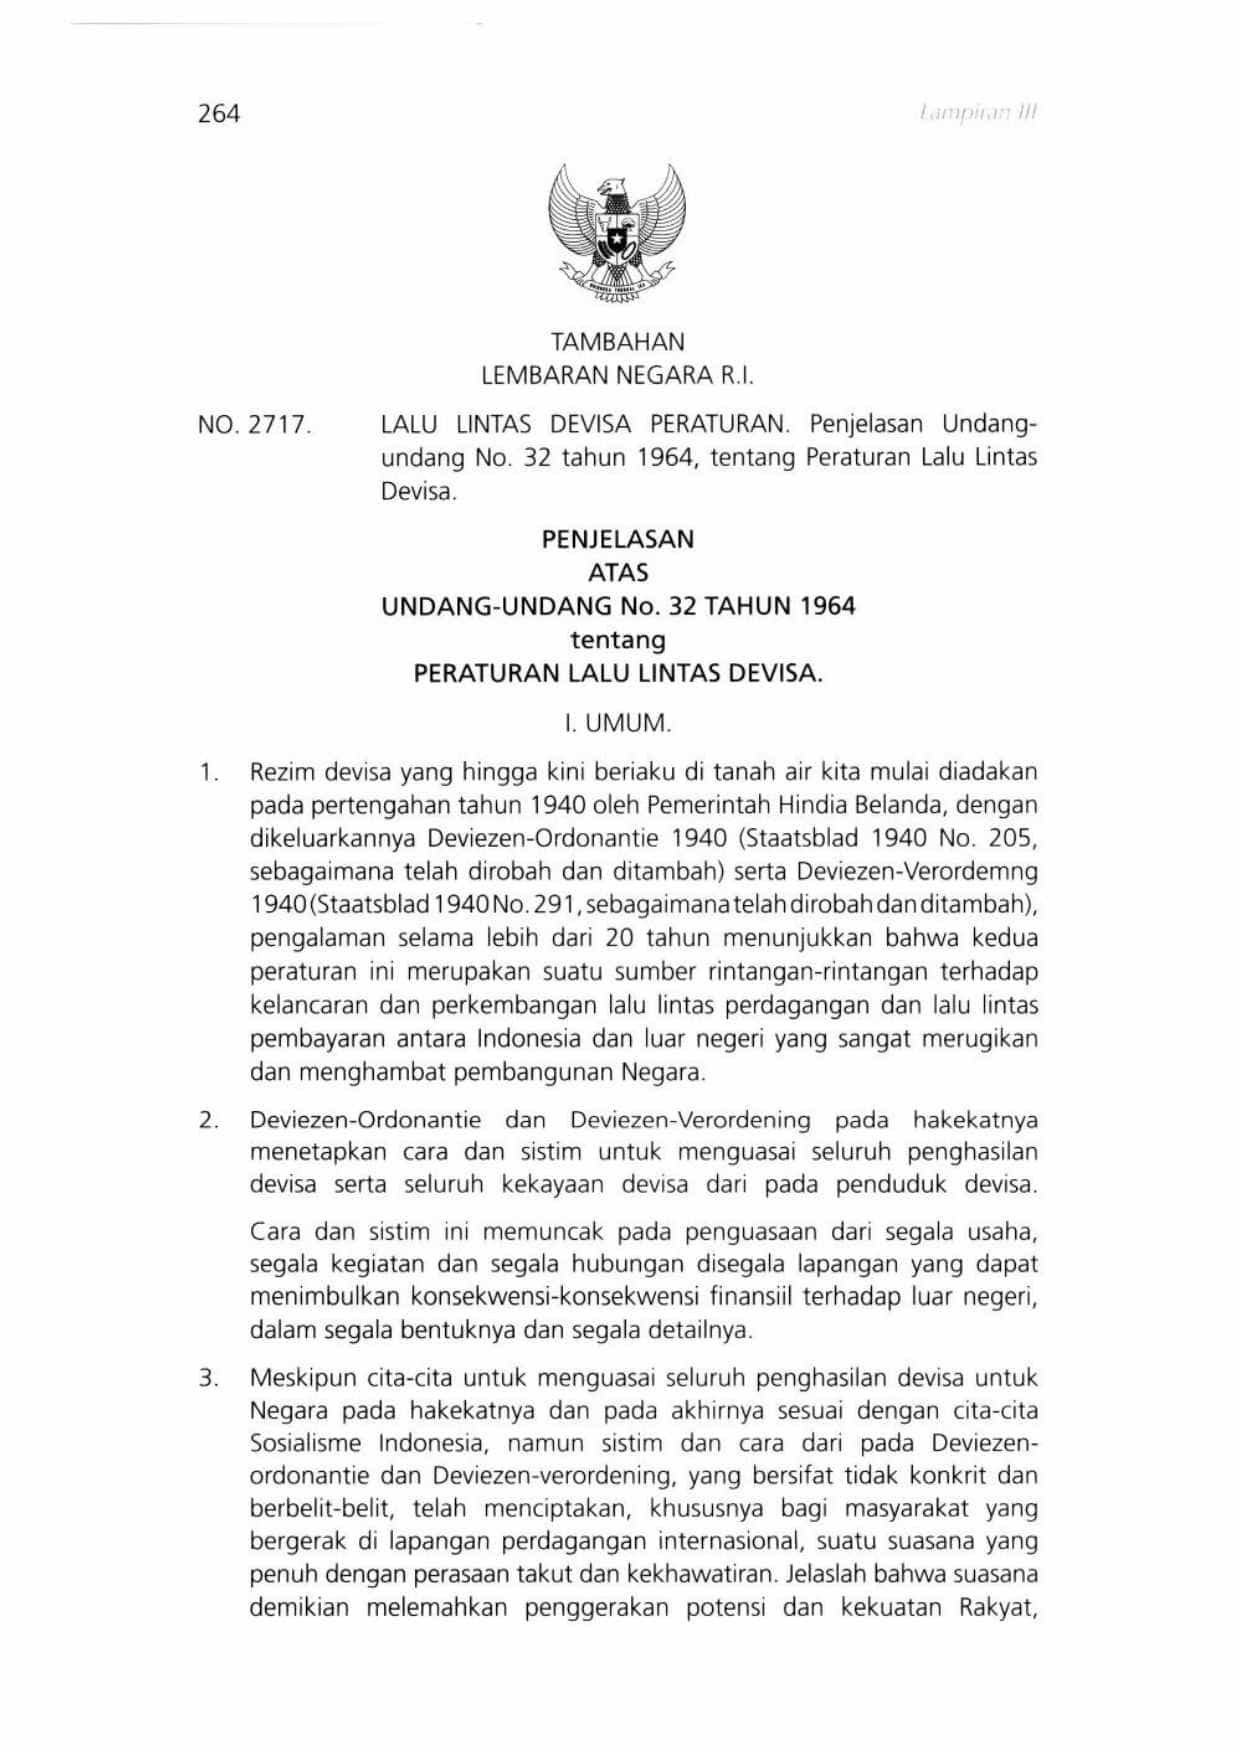 264
Lampiran III
TAMBAHAN
LEMBARAN NEGARA R.I.
NO. 2717.
LALU LINTAS DEVISA PERATURAN. Penjelasan Undang-
undang No. 32 tahun 1964, tentang Peraturan Lalu Lintas
Devisa.
PENJELASAN
ATAS
UNDANG-UNDANG No. 32 TAHUN 1964
tentang
PERATURAN LALU LINTAS DEVISA.
I. UMUM.
1. Rezim devisa yang hingga kini beriaku di tanah air kita mulai diadakan
pada pertengahan tahun 1940 oleh Pemerintah Hindia Belanda, dengan
dikeluarkannya Deviezen-Ordonantie 1940 (Staatsblad 1940 No. 205,
sebagaimana telah dirobah dan ditambah) serta Deviezen-Verordemng
1940 (Staatsblad 1940 No. 291, sebagaimana telah dirobah dan ditambah),
pengalaman selama lebih dari 20 tahun menunjukkan bahwa kedua
peraturan ini merupakan suatu sumber rintangan-rintangan terhadap
kelancaran dan perkembangan lalu lintas perdagangan dan lalu lintas
pembayaran antara Indonesia dan luar negeri yang sangat merugikan
dan menghambat pembangunan Negara.
2. Deviezen-Ordonantie dan Deviezen-Verordening pada hakekatnya
menetapkan cara dan sistim untuk menguasai seluruh penghasilan
devisa serta seluruh kekayaan devisa dari pada penduduk devisa.
Cara dan sistim ini memuncak pada penguasaan dari segala usaha,
segala kegiatan dan segala hubungan disegala lapangan yang dapat
menimbulkan konsekwensi-konsekwensi finansiil terhadap luar negeri,
dalam segala bentuknya dan segala detailnya.
3. Meskipun cita-cita untuk menguasai seluruh penghasilan devisa untuk
Negara pada hakekatnya dan pada akhirnya sesuai dengan cita-cita
Sosialisme Indonesia, namun sistim dan cara dari pada Deviezen-
ordonantie dan Deviezen-verordening, yang bersifat tidak konkrit dan
berbelit-belit, telah menciptakan, khususnya bagi masyarakat yang
bergerak di lapangan perdagangan internasional, suatu suasana yang
penuh dengan perasaan takut dan kekhawatiran. Jelaslah bahwa suasana
demikian melemahkan penggerakan potensi dan kekuatan Rakyat,